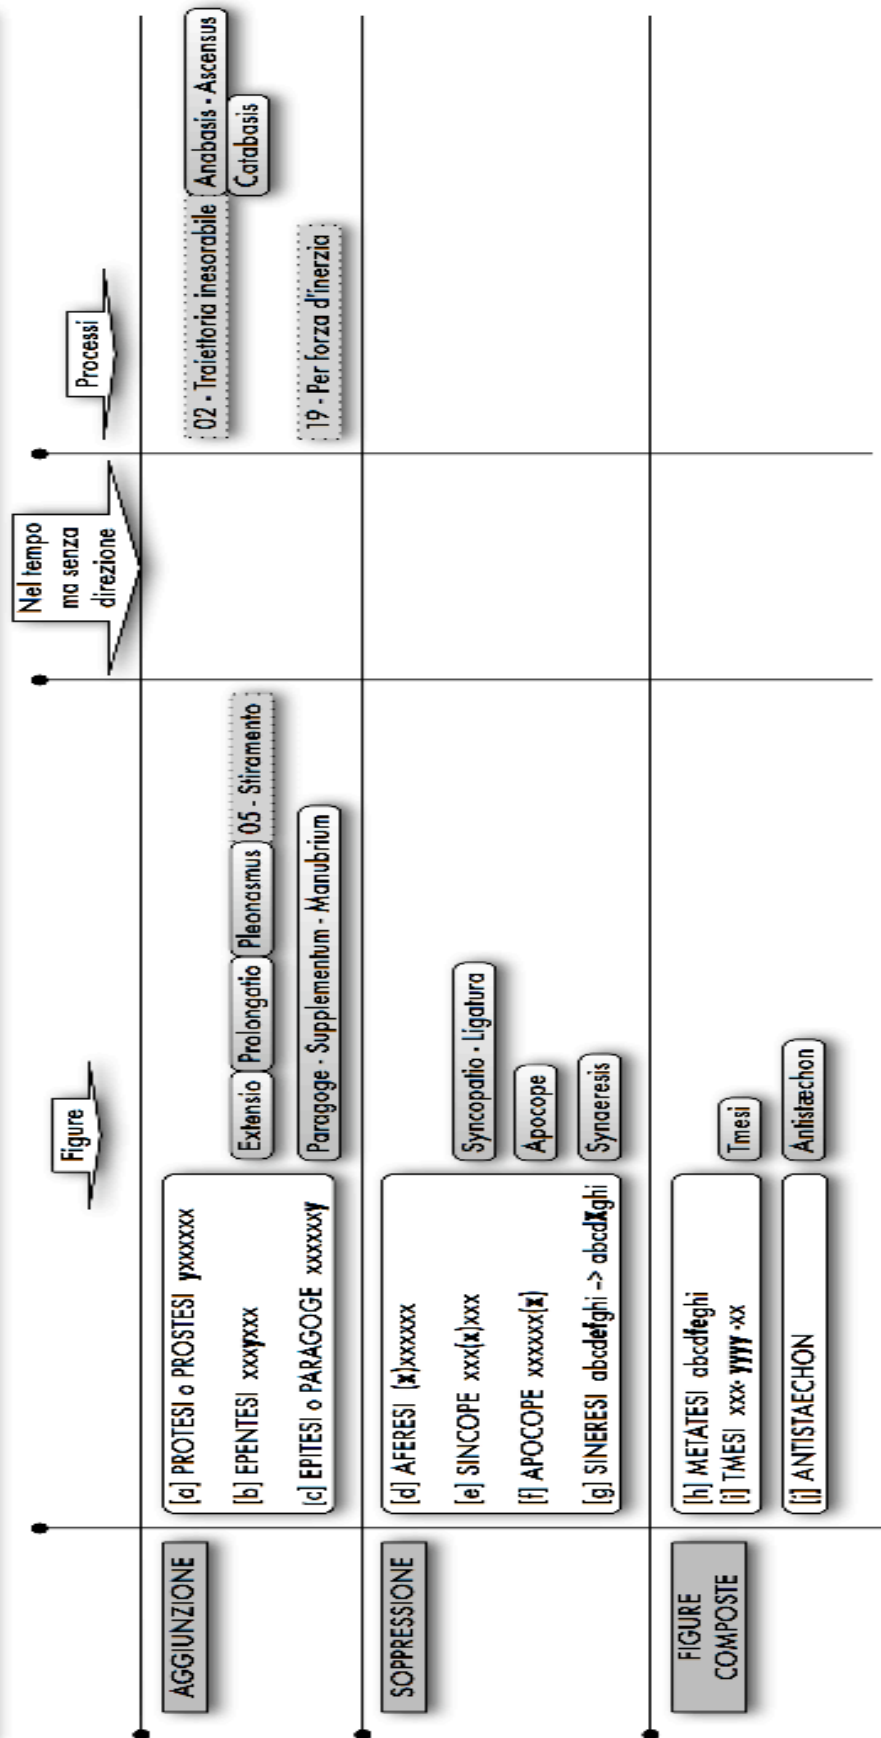 Figure
Nel tempo
ma senza
direzione
Processi
AGGIUNZIONE
[a] PROTESI o PROSTESI yxxxxxx
02 - Traiettoria inesorabile
Anabasis - Ascensus
[b] EPENTESI xxxyxxx
Extensio
Prolongatio
Pleonasmus
05 - Stiramento
Catabasis
[c] EPITESI o PARAGOGE xxxxxxy
Paragoge - Supplementum - Manubrium
19 - Per forza d'inerzia
SOPPRESSIONE
[d] AFERESI (x)xxxxxx
[e] SINCOPE xxx(x)xxx
Syncopatio - Ligatura
[f] APOCOPE xxxxxx(x)
Apocope
[g] SINERESI abcdefghi -> abcdXghi
Synaeresis
FIGURE
COMPOSTE
[h] METATESI abcdfeghi
[i] TMESI xxx- yyyy -xx
Tmesi
[j] ANTISTAECHON
Antistæchon